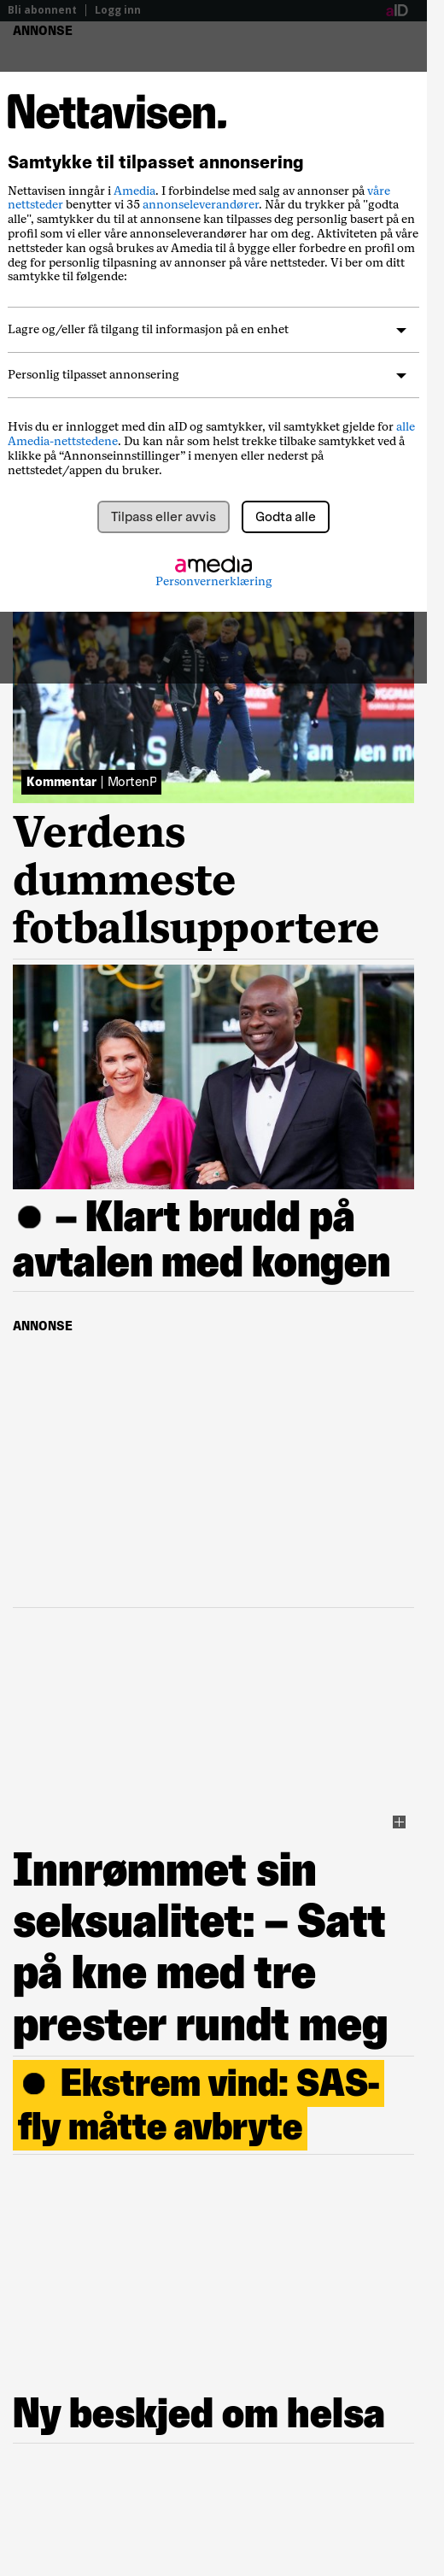 Bli abonnent | Logg inn
aID
ANNONSE
Nettavisen.
Samtykke til tilpasset annonsering
Nettavisen inngår i Amedia. I forbindelse med salg av annonser på våre
nettsteder benytter vi 35 annonseleverandører. Når du trykker på "godta
alle", samtykker du til at annonsene kan tilpasses deg personlig basert på en
profil som vi eller våre annonseleverandører har om deg. Aktiviteten på våre
nettsteder kan også brukes av Amedia til å bygge eller forbedre en profil om
deg for personlig tilpasning av annonser på våre nettsteder. Vi ber om ditt
samtykke til følgende:
Lagre og/eller få tilgang til informasjon på en enhet
Personlig tilpasset annonsering
Hvis du er innlogget med din aID og samtykker, vil samtykket gjelde for alle
Amedia-nettstedene. Du kan når som helst trekke tilbake samtykket ved å
klikke på “Annonseinnstillinger” i menyen eller nederst på
nettstedet/appen du bruker.
Tilpass eller avvis
Godta alle
amedia
Personvernerklæring
Kommentar | MortenP
Verdens
dummeste
fotballsupportere
– Klart brudd på
avtalen med kongen
ANNONSE
Innrømmet sin
seksualitet: – Satt
på kne med tre
prester rundt meg
Ekstrem vind: SAS-
fly måtte avbryte
Ny beskjed om helsa